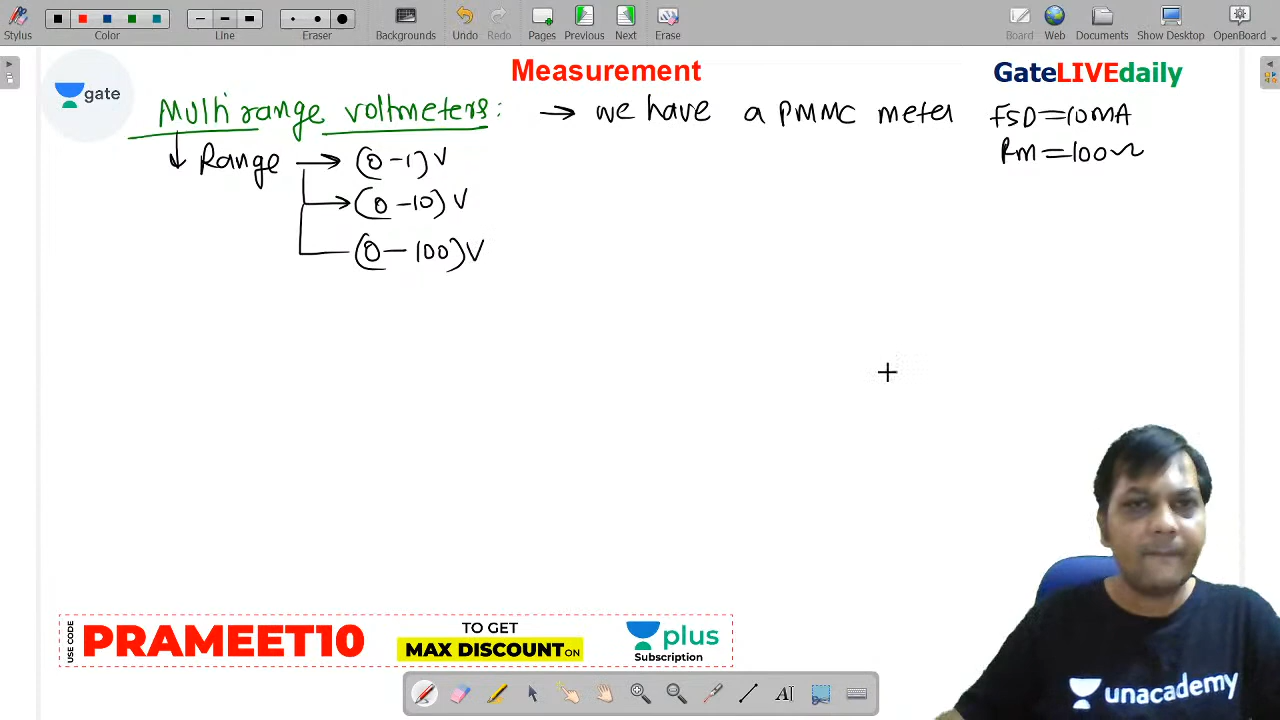 Stylus
Color
Line
Eraser
Backgrounds
Undo
Redo
Pages
Previous
Next
Erase
Board
Web
Documents
Show Desktop
OpenBoard
gate
Measurement
GateLIVEdaily
Multi range voltmeters: → we have a PMMC meter FSD=10mA
Rm=100Ω
↓ Range → (0-1)V
→ (0-10)V
(0-100)V
USE CODE
PRAMEET10
TO GET
MAX DISCOUNT ON
plus
Subscription
unacademy